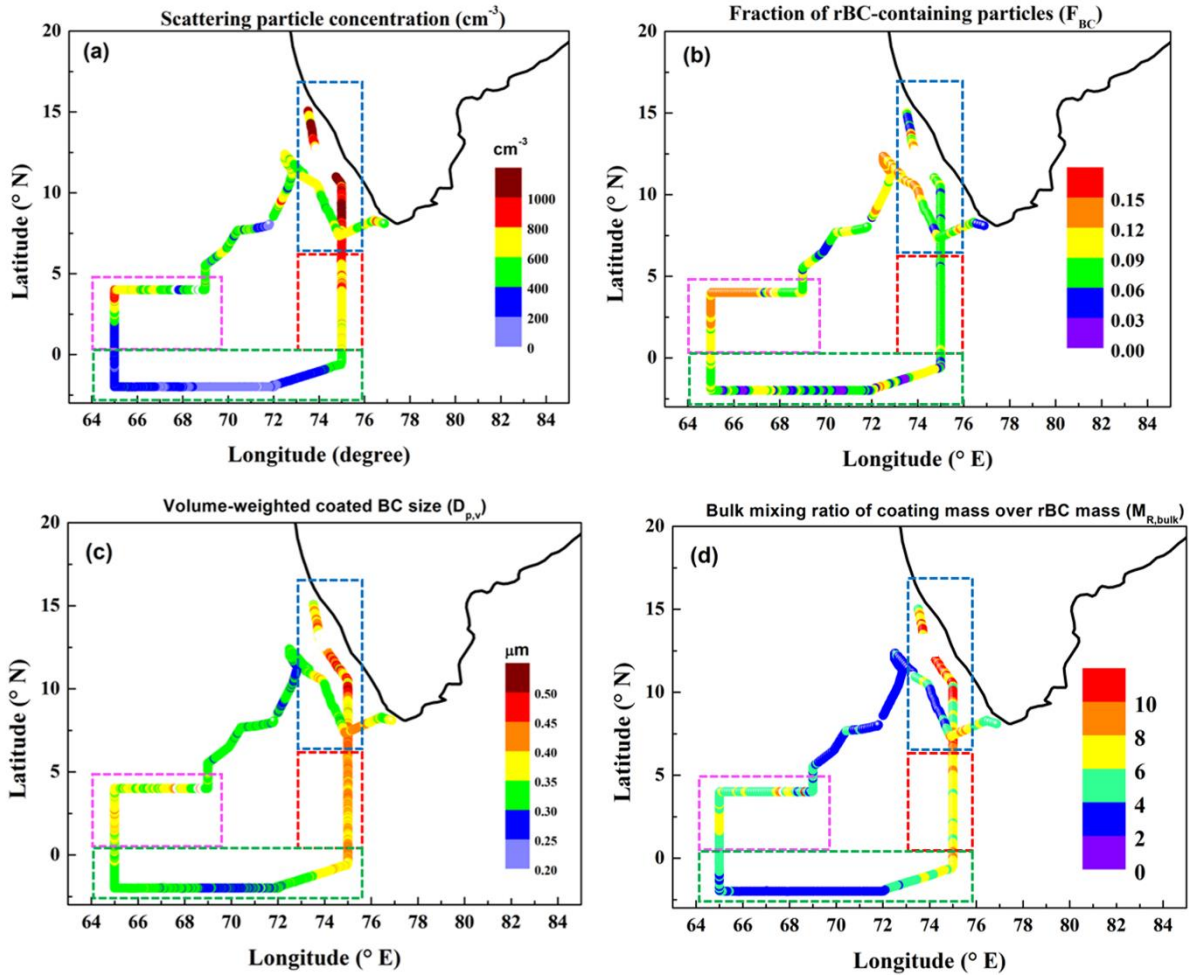 Scattering particle concentration (cm-3)
(a)
cm-3
1000
800
600
400
200
0
20
15
10
5
0
Latitude (° N)
64 66 68 70 72 74 76 78 80 82 84
Longitude (degree)
Fraction of rBC-containing particles (FBC)
(b)
0.15
0.12
0.09
0.06
0.03
0.00
20
15
10
5
0
Latitude (° N)
64 66 68 70 72 74 76 78 80 82 84
Longitude (° E)
Volume-weighted coated BC size (Dp,v)
(c)
μm
0.50
0.45
0.40
0.35
0.30
0.25
0.20
20
15
10
5
0
Latitude (° N)
64 66 68 70 72 74 76 78 80 82 84
Longitude (° E)
Bulk mixing ratio of coating mass over rBC mass (MR,bulk)
(d)
10
8
6
4
2
0
20
15
10
5
0
Latitude (° N)
64 66 68 70 72 74 76 78 80 82 84
Longitude (° E)